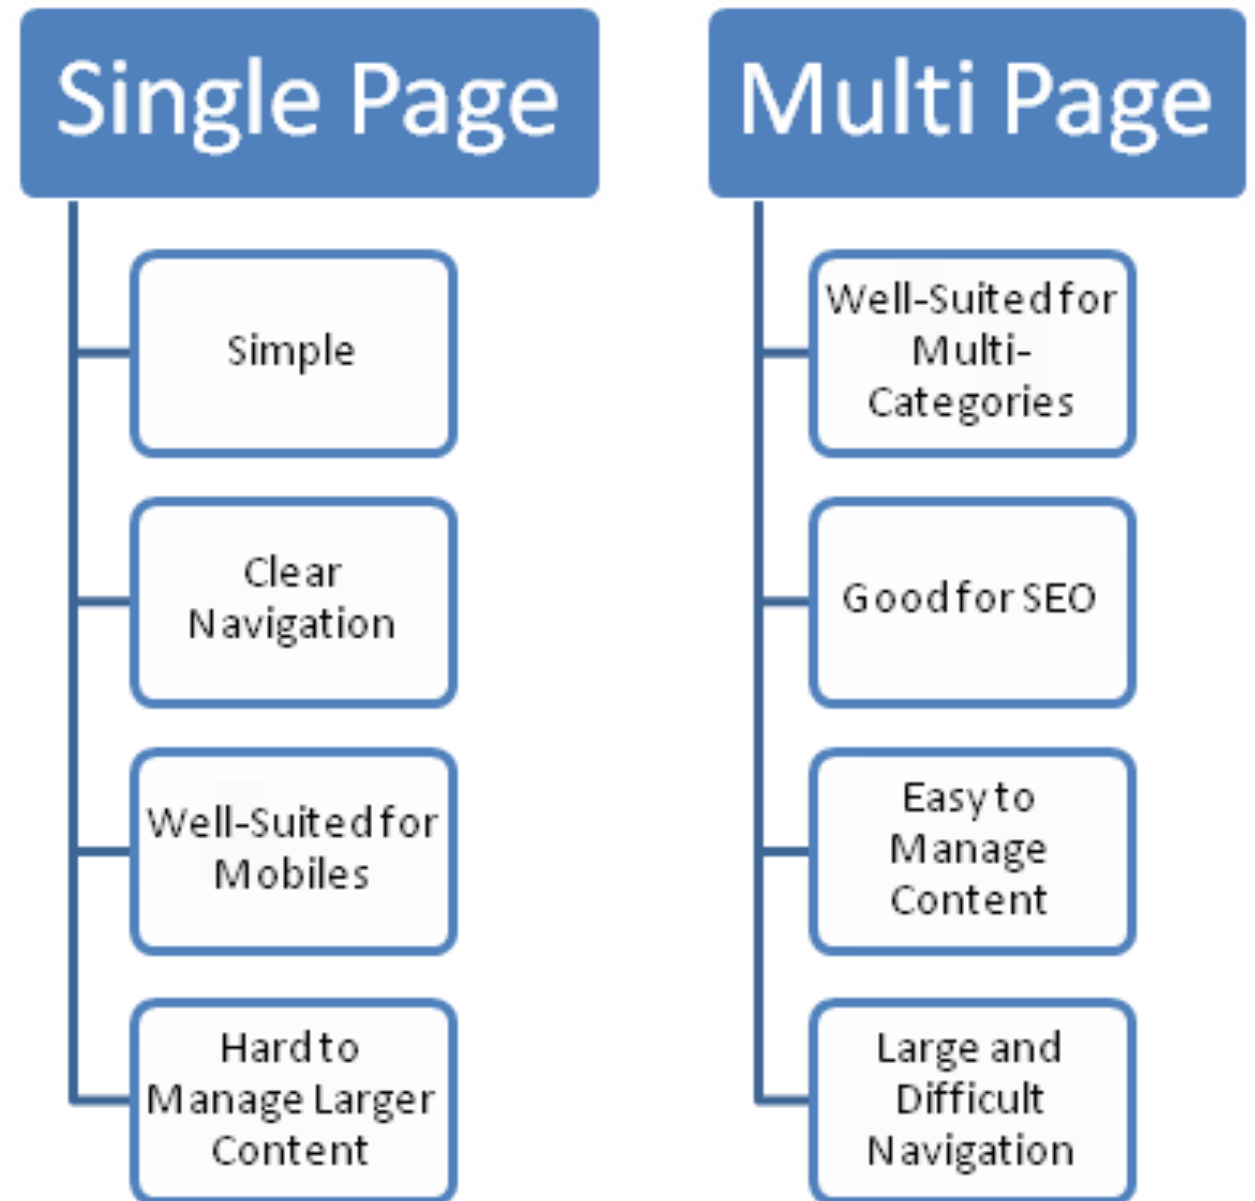 Single Page
Simple
Clear
Navigation
Well-Suited for
Mobiles
Hard to
Manage Larger
Content
Multi Page
Well-Suited for
Multi-
Categories
Good for SEO
Easy to
Manage
Content
Large and
Difficult
Navigation